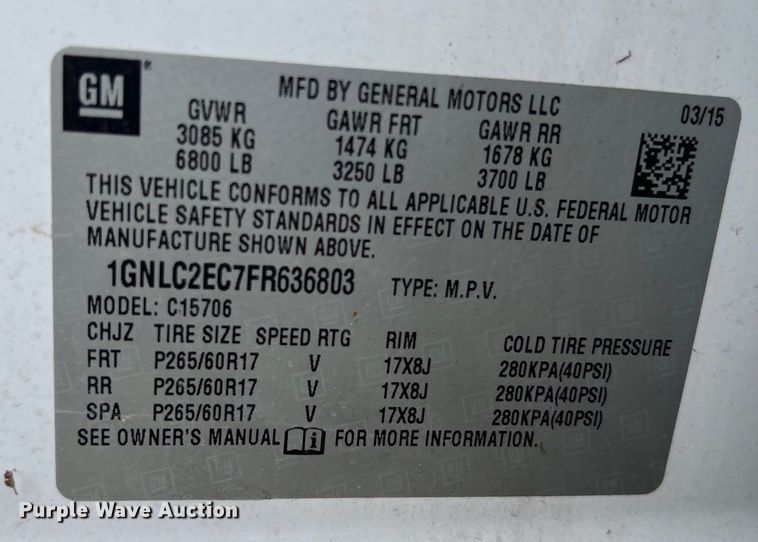 GM
MFD BY GENERAL MOTORS LLC
03/15
GVWR GAWR FRT GAWR RR
3085 KG 1474 KG 1678 KG
6800 LB 3250 LB 3700 LB
THIS VEHICLE CONFORMS TO ALL APPLICABLE U.S. FEDERAL MOTOR
VEHICLE SAFETY STANDARDS IN EFFECT ON THE DATE OF
MANUFACTURE SHOWN ABOVE.
1GNLC2EC7FR636803 TYPE: M.P.V.
MODEL: C15706
CHJZ TIRE SIZE SPEED RTG RIM COLD TIRE PRESSURE
FRT P265/60R17 V 17X8J 280KPA(40PSI)
RR P265/60R17 V 17X8J 280KPA(40PSI)
SPA P265/60R17 V 17X8J 280KPA(40PSI)
SEE OWNER'S MANUAL i FOR MORE INFORMATION.
Purple Wave Auction